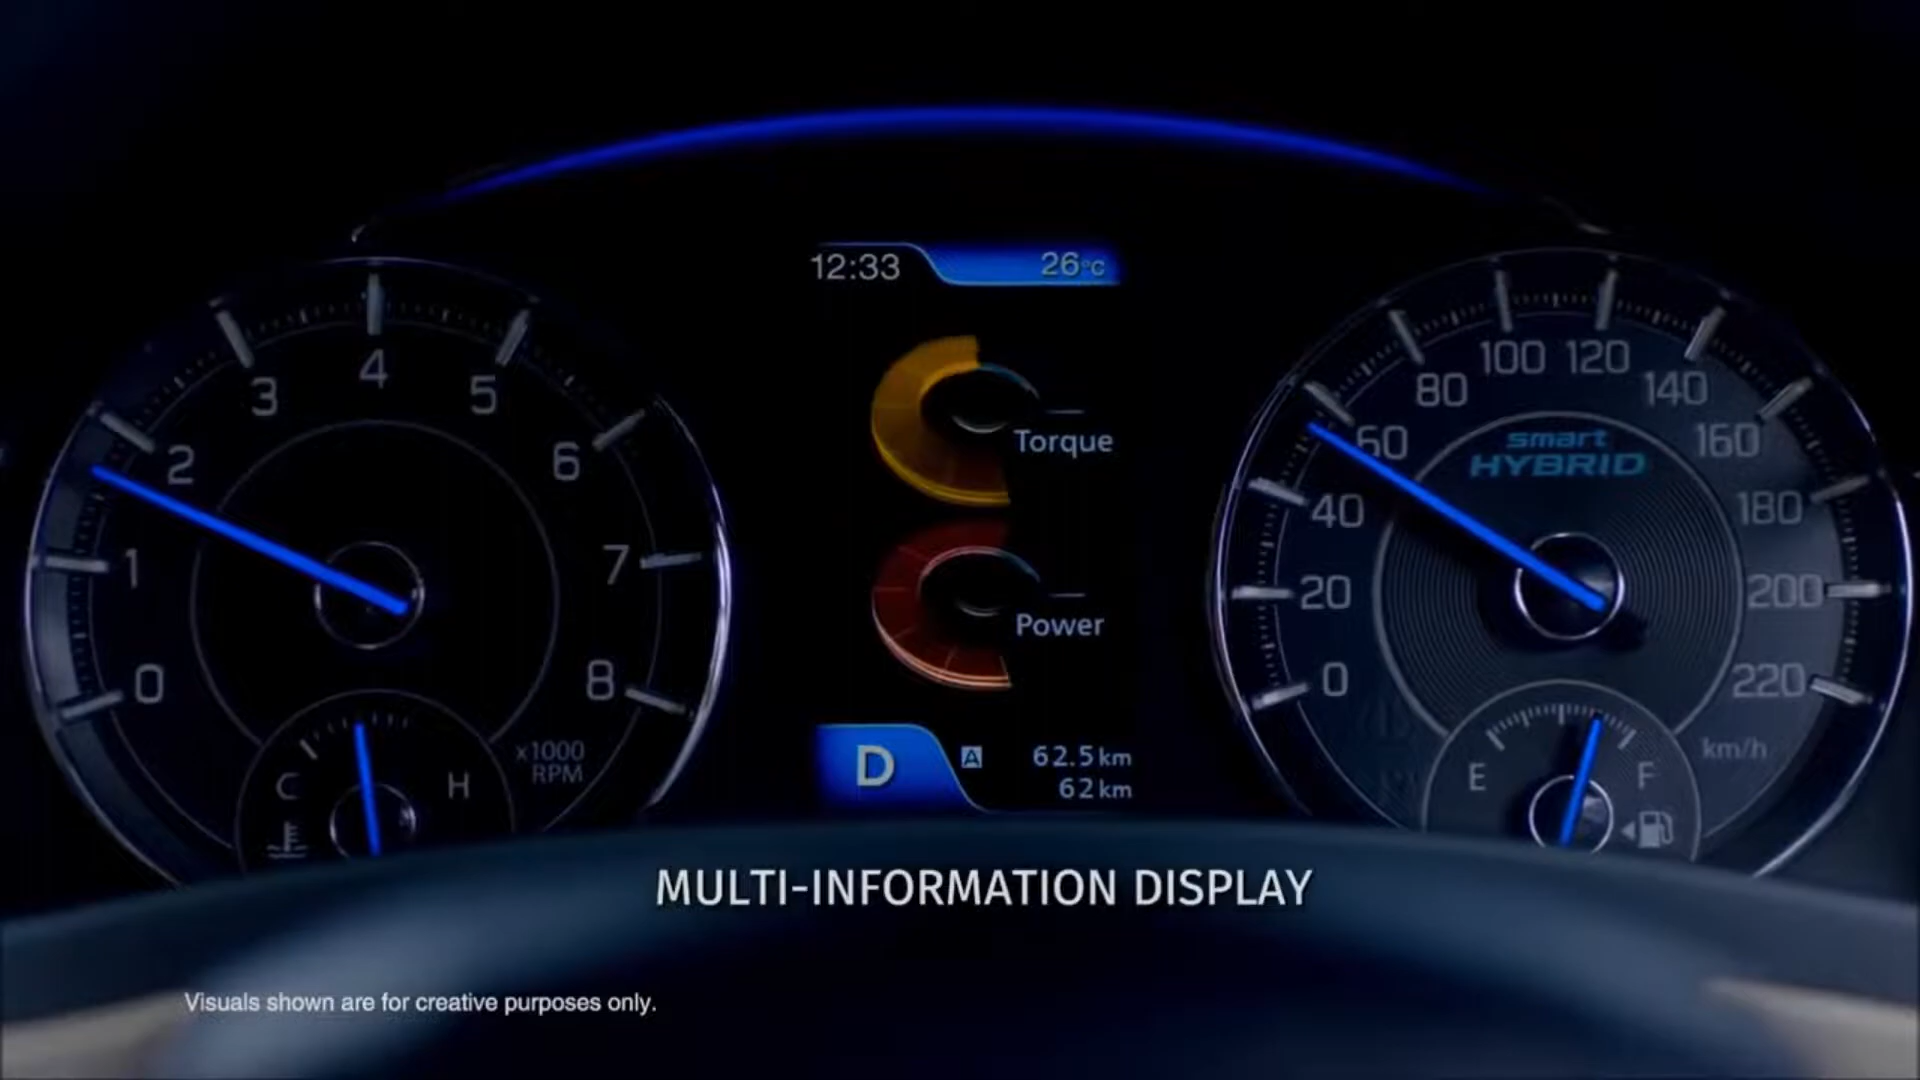 12:33
26°C
4
3
5
2
6
1
7
0
8
x1000
RPM
C
H
Torque
Power
D
A
62.5 km
62 km
100
120
80
140
60
160
smart
HYBRID
40
180
20
200
0
220
km/h
E
F
MULTI-INFORMATION DISPLAY
Visuals shown are for creative purposes only.